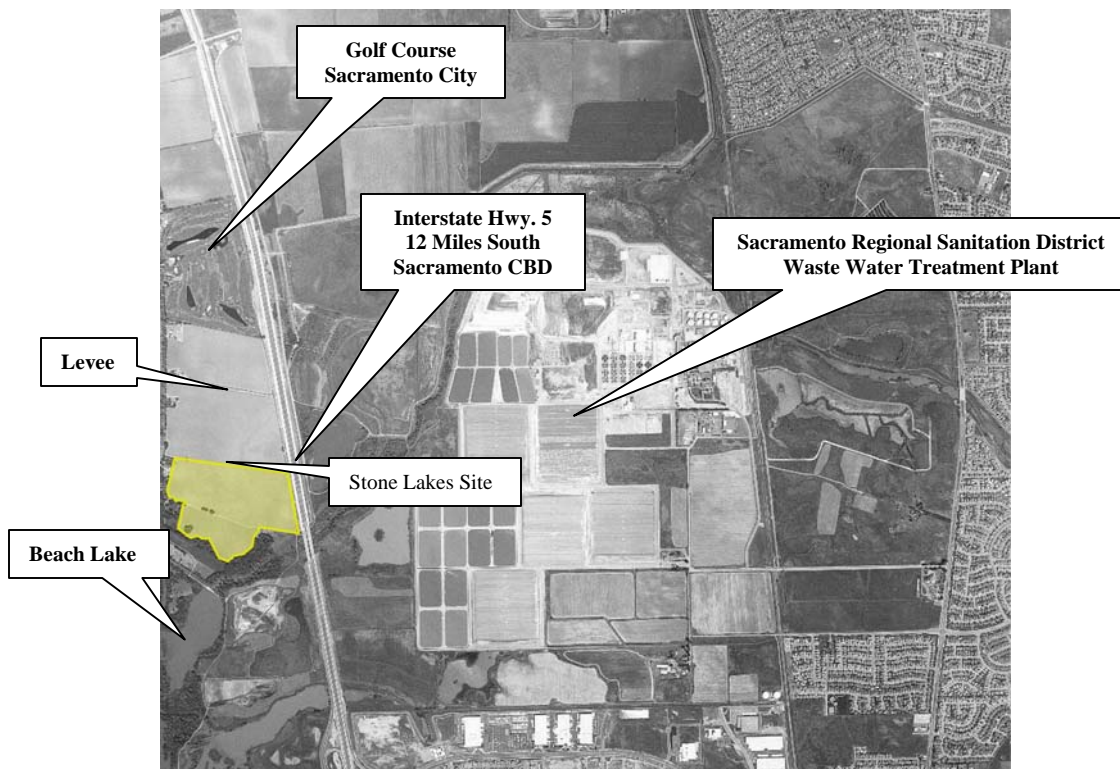 Golf Course
Sacramento City
Interstate Hwy. 5
12 Miles South
Sacramento CBD
Sacramento Regional Sanitation District
Waste Water Treatment Plant
Levee
Stone Lakes Site
Beach Lake